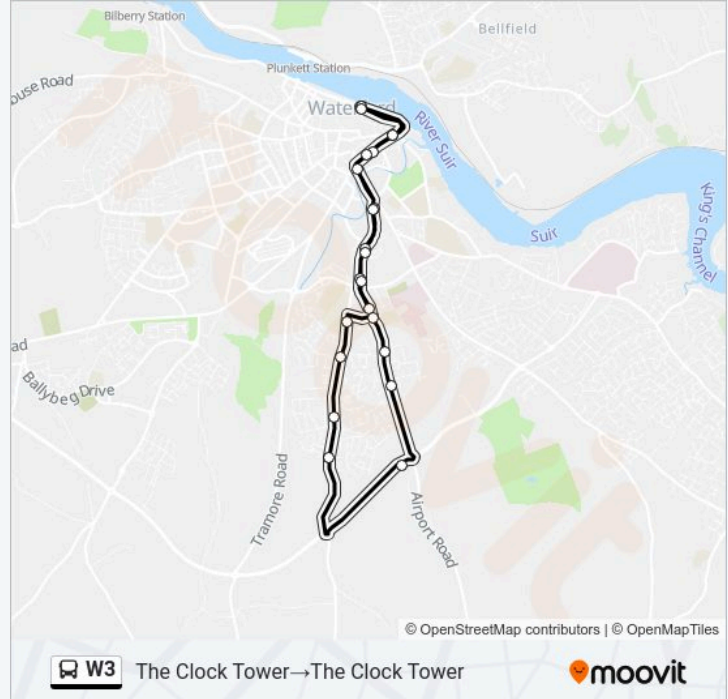 Bilberry Station
Bellfield
Plunkett Station
ouse Road
Waterford
River Suir
King's Channel
Suir
ad
Ballybeg Drive
Tramore Road
Airport Road
© OpenStreetMap contributors | © OpenMapTiles
W3 The Clock Tower→The Clock Tower
moovit